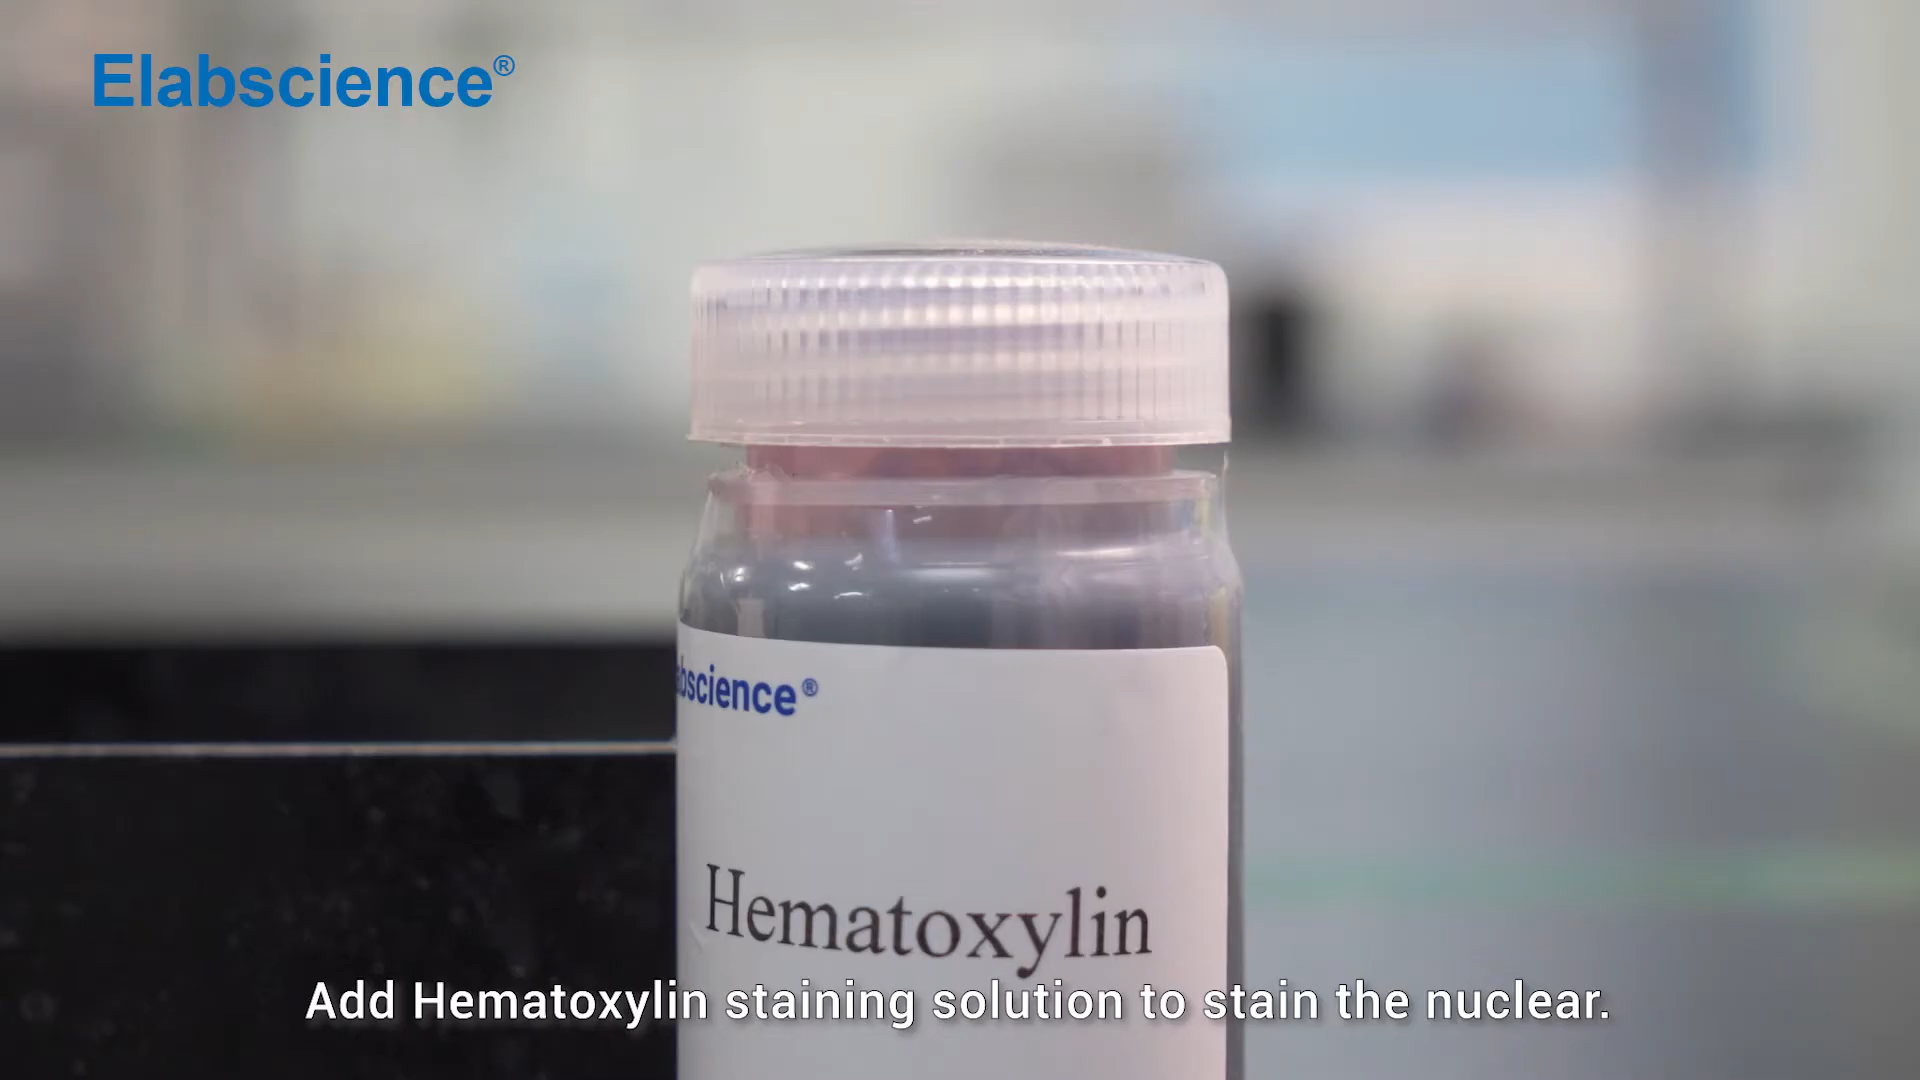 Elabscience®
abscience®
Hematoxylin
Add Hematoxylin staining solution to stain the nuclear.